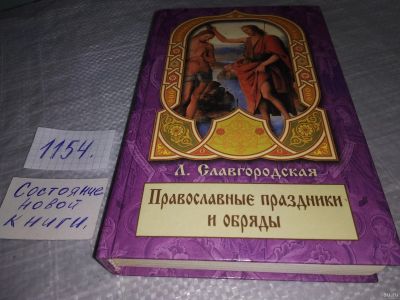 1154.
Состояние
новой
книги.
Л. Славгородская
Православные праздники
и обряды